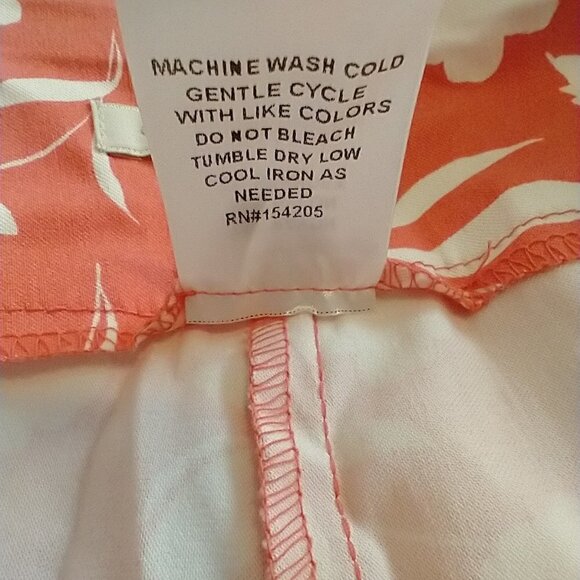 MACHINE WASH COLD
GENTLE CYCLE
WITH LIKE COLORS
DO NOT BLEACH
TUMBLE DRY LOW
COOL IRON AS
NEEDED
RN#154205